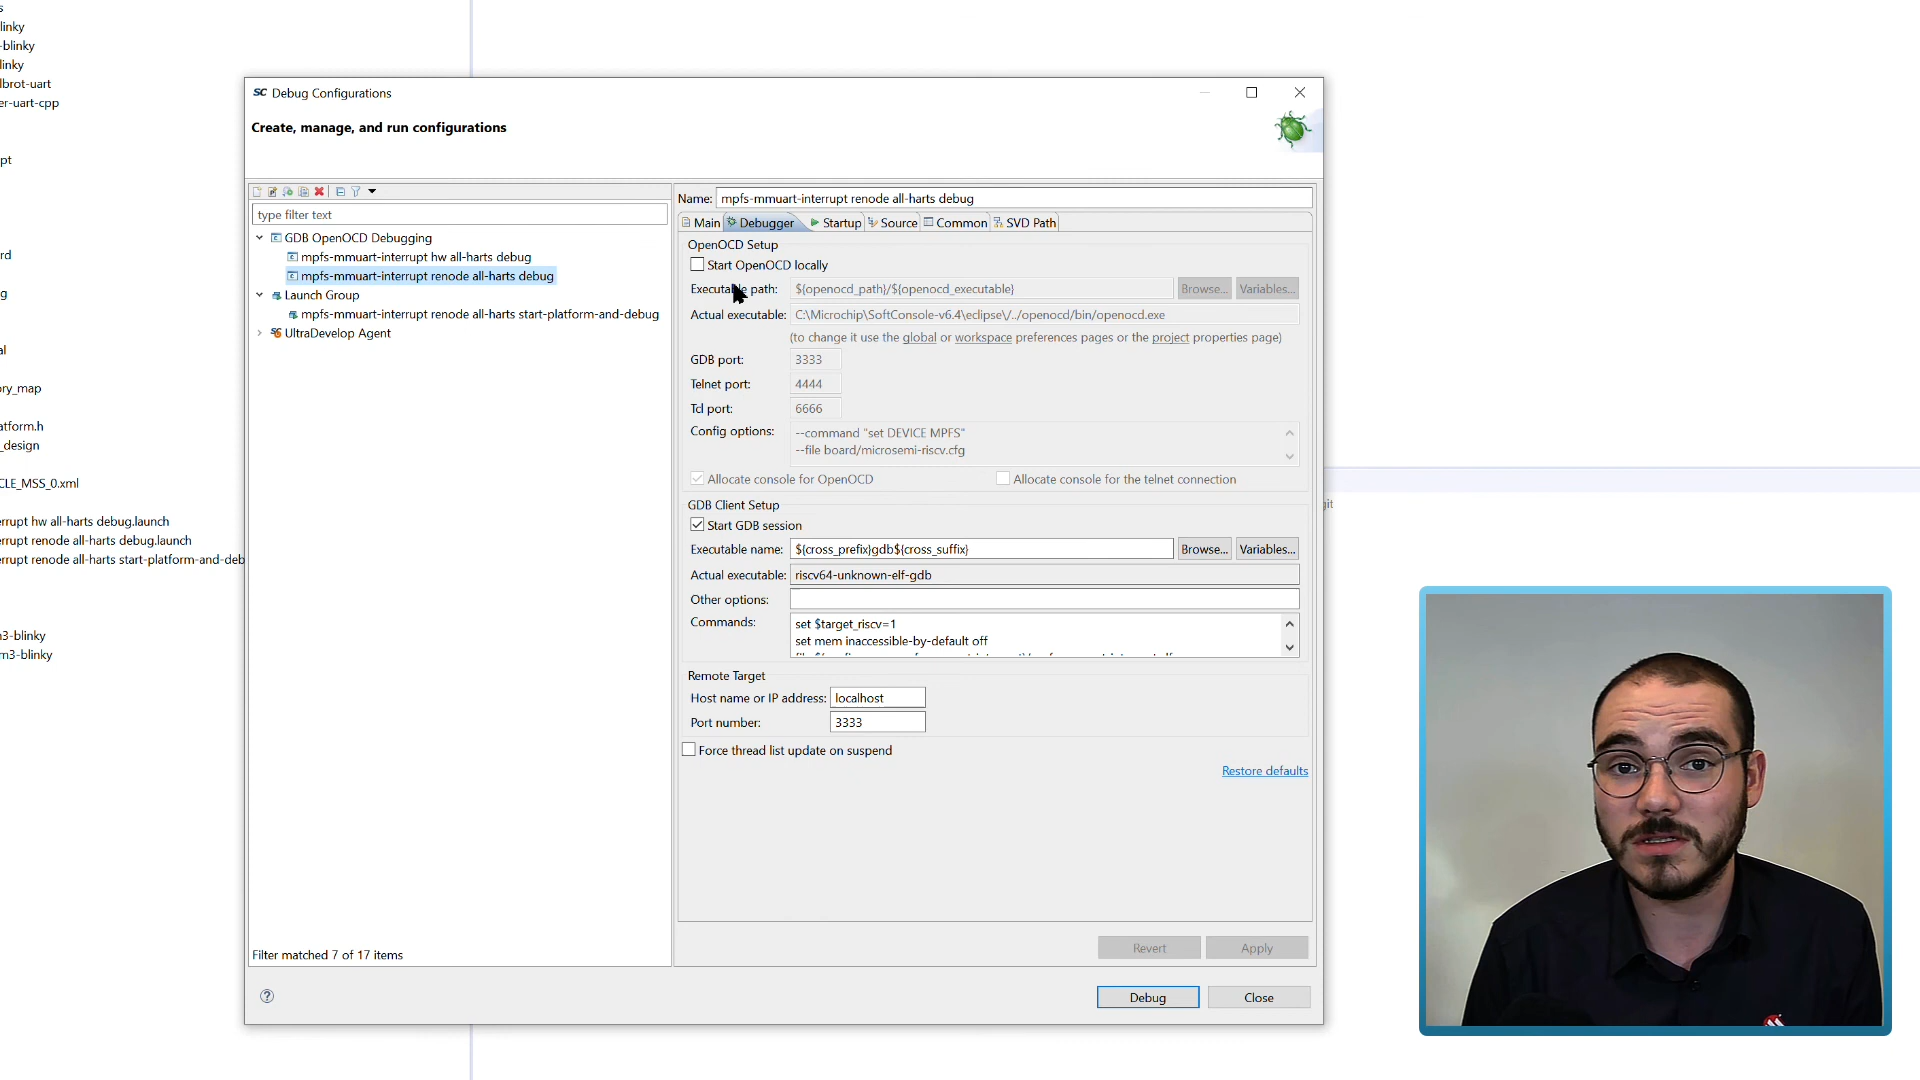 s
linky
-blinky
linky
lbrot-uart
er-uart-cpp
pt
rd
g
al
ory_map
atform.h
_design
CLE_MSS_0.xml
errupt hw all-harts debug.launch
errupt renode all-harts debug.launch
errupt renode all-harts start-platform-and-deb
n3-blinky
m3-blinky
SC Debug Configurations
Create, manage, and run configurations
type filter text
GDB OpenOCD Debugging
mpfs-mmuart-interrupt hw all-harts debug
mpfs-mmuart-interrupt renode all-harts debug
Launch Group
mpfs-mmuart-interrupt renode all-harts start-platform-and-debug
UltraDevelop Agent
Filter matched 7 of 17 items
Name: mpfs-mmuart-interrupt renode all-harts debug
Main Debugger Startup Source Common SVD Path
OpenOCD Setup
Start OpenOCD locally
Executable path: ${openocd_path}/${openocd_executable} Browse... Variables...
Actual executable: C:\Microchip\SoftConsole-v6.4\eclipse\/../openocd/bin/openocd.exe
(to change it use the global or workspace preferences pages or the project properties page)
GDB port: 3333
Telnet port: 4444
Tcl port: 6666
Config options: --command "set DEVICE MPFS"
--file board/microsemi-riscv.cfg
Allocate console for OpenOCD Allocate console for the telnet connection
GDB Client Setup
Start GDB session
Executable name: ${cross_prefix}gdb${cross_suffix} Browse... Variables...
Actual executable: riscv64-unknown-elf-gdb
Other options:
Commands: set $target_riscv=1
set mem inaccessible-by-default off
Remote Target
Host name or IP address: localhost
Port number: 3333
Force thread list update on suspend
Restore defaults
Revert Apply
Debug Close
git